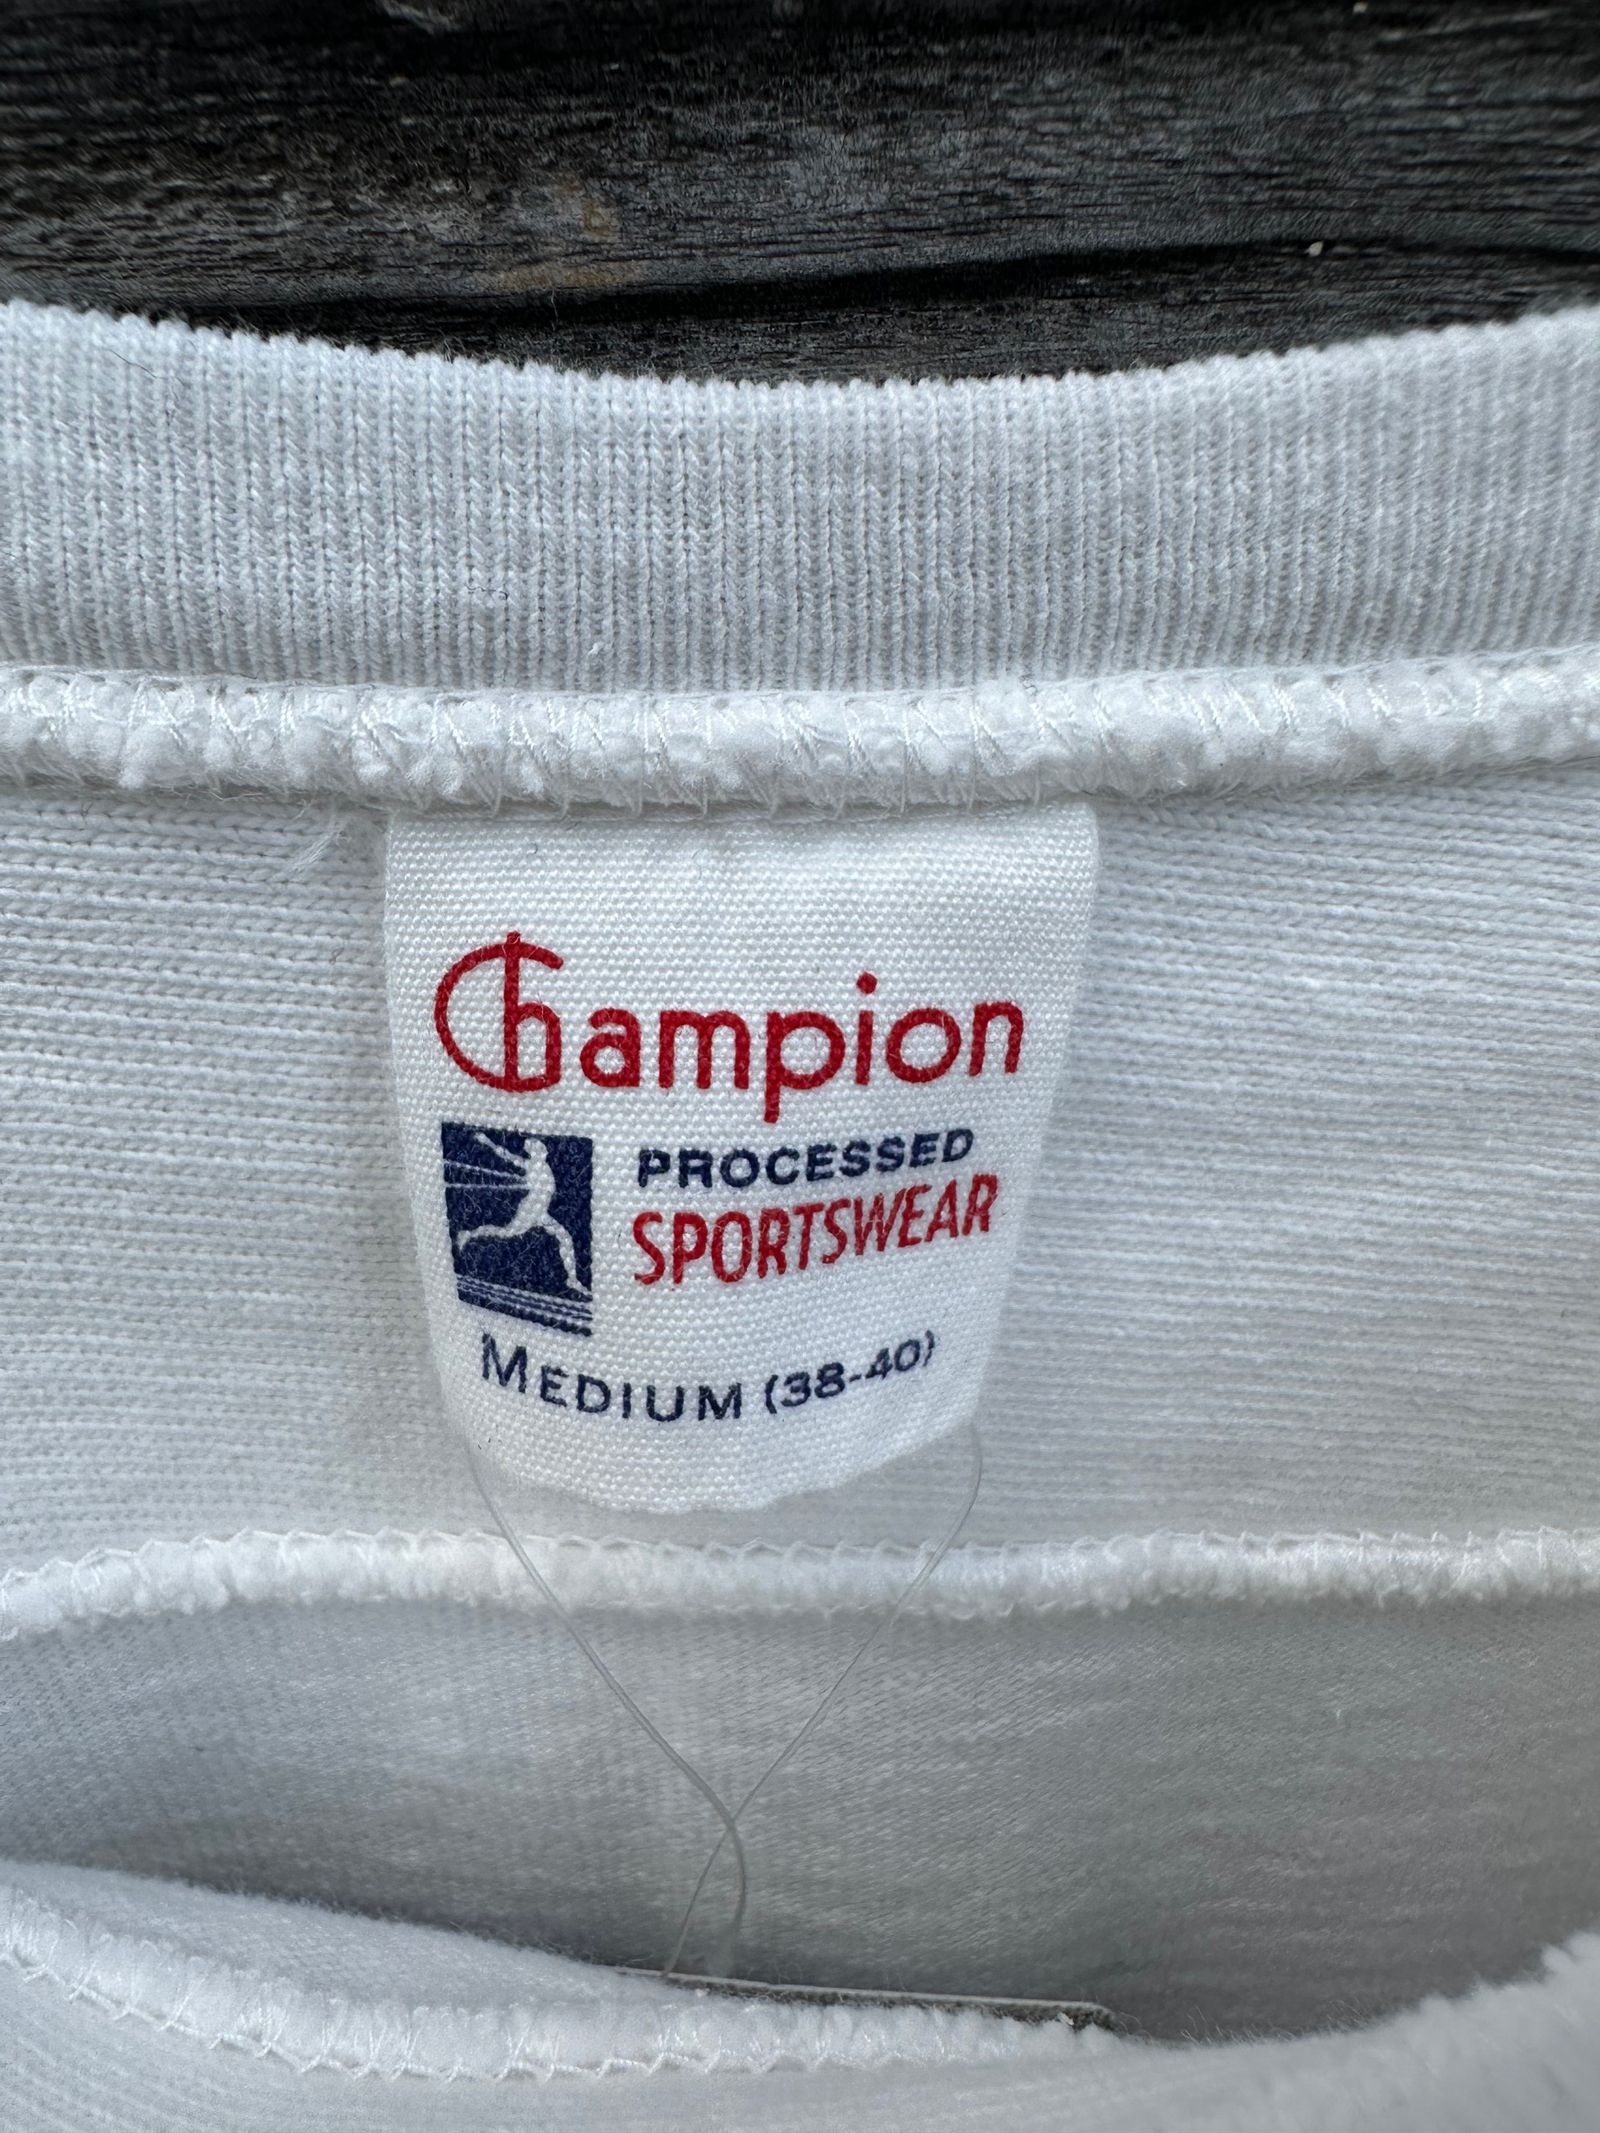 Champion
PROCESSED
SPORTSWEAR
MEDIUM (38-40)